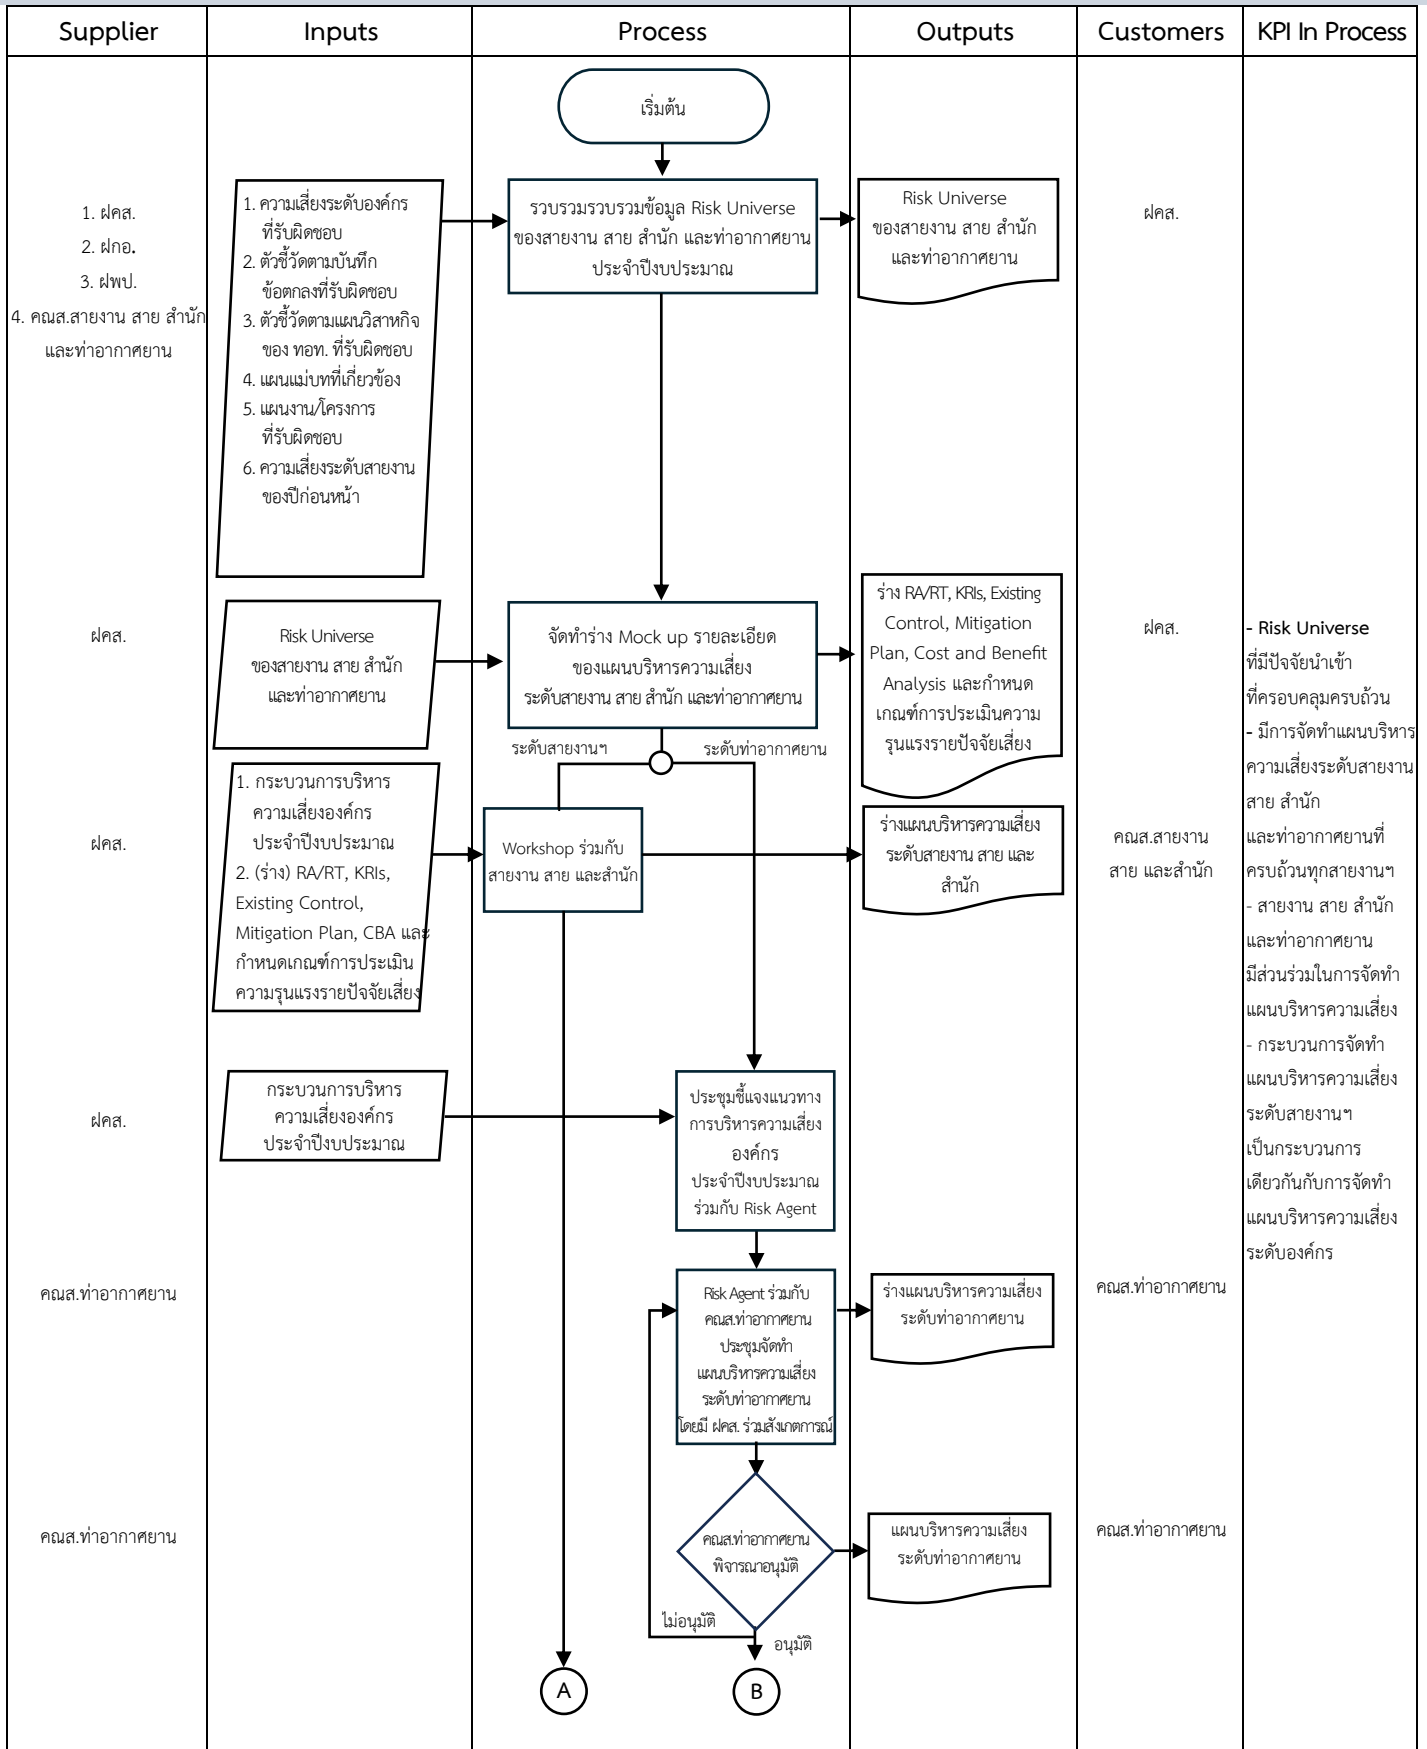 Supplier
Inputs
Process
Outputs
Customers
KPI In Process
เริ่มต้น
1. ฝคส.
2. ฝกอ.
3. ฝพป.
4. คณส.สายงาน สาย สำนัก
และท่าอากาศยาน
1. ความเสี่ยงระดับองค์กร
ที่รับผิดชอบ
2. ตัวชี้วัดตามบันทึก
ข้อตกลงที่รับผิดชอบ
3. ตัวชี้วัดตามแผนวิสาหกิจ
ของ ทอท. ที่รับผิดชอบ
4. แผนแม่บทที่เกี่ยวข้อง
5. แผนงาน/โครงการ
ที่รับผิดชอบ
6. ความเสี่ยงระดับสายงาน
ของปีก่อนหน้า
รวบรวมรวบรวมข้อมูล Risk Universe
ของสายงาน สาย สำนัก และท่าอากาศยาน
ประจำปีงบประมาณ
Risk Universe
ของสายงาน สาย สำนัก
และท่าอากาศยาน
ฝคส.
ฝคส.
Risk Universe
ของสายงาน สาย สำนัก
และท่าอากาศยาน
จัดทำร่าง Mock up รายละเอียด
ของแผนบริหารความเสี่ยง
ระดับสายงาน สาย สำนัก และท่าอากาศยาน
ร่าง RA/RT, KRIs, Existing
Control, Mitigation
Plan, Cost and Benefit
Analysis และกำหนด
เกณฑ์การประเมินความ
รุนแรงรายปัจจัยเสี่ยง
ฝคส.
ระดับสายงานฯ
ระดับท่าอากาศยาน
ฝคส.
1. กระบวนการบริหาร
ความเสี่ยงองค์กร
ประจำปีงบประมาณ
2. (ร่าง) RA/RT, KRIs,
Existing Control,
Mitigation Plan, CBA และ
กำหนดเกณฑ์การประเมิน
ความรุนแรงรายปัจจัยเสี่ยง
Workshop ร่วมกับ
สายงาน สาย และสำนัก
ร่างแผนบริหารความเสี่ยง
ระดับสายงาน สาย และ
สำนัก
คณส.สายงาน
สาย และสำนัก
- Risk Universe
ที่มีปัจจัยนำเข้า
ที่ครอบคลุมครบถ้วน
- มีการจัดทำแผนบริหาร
ความเสี่ยงระดับสายงาน
สาย สำนัก
และท่าอากาศยานที่
ครบถ้วนทุกสายงานฯ
- สายงาน สาย สำนัก
และท่าอากาศยาน
มีส่วนร่วมในการจัดทำ
แผนบริหารความเสี่ยง
- กระบวนการจัดทำ
แผนบริหารความเสี่ยง
ระดับสายงานฯ
เป็นกระบวนการ
เดียวกันกับการจัดทำ
แผนบริหารความเสี่ยง
ระดับองค์กร
ฝคส.
กระบวนการบริหาร
ความเสี่ยงองค์กร
ประจำปีงบประมาณ
ประชุมชี้แจงแนวทาง
การบริหารความเสี่ยง
องค์กร
ประจำปีงบประมาณ
ร่วมกับ Risk Agent
คณส.ท่าอากาศยาน
Risk Agent ร่วมกับ
คณส.ท่าอากาศยาน
ประชุมจัดทำ
แผนบริหารความเสี่ยง
ระดับท่าอากาศยาน
โดยมี ฝคส. ร่วมสังเกตการณ์
ร่างแผนบริหารความเสี่ยง
ระดับท่าอากาศยาน
คณส.ท่าอากาศยาน
คณส.ท่าอากาศยาน
คณส.ท่าอากาศยาน
พิจารณาอนุมัติ
แผนบริหารความเสี่ยง
ระดับท่าอากาศยาน
คณส.ท่าอากาศยาน
ไม่อนุมัติ
อนุมัติ
A
B